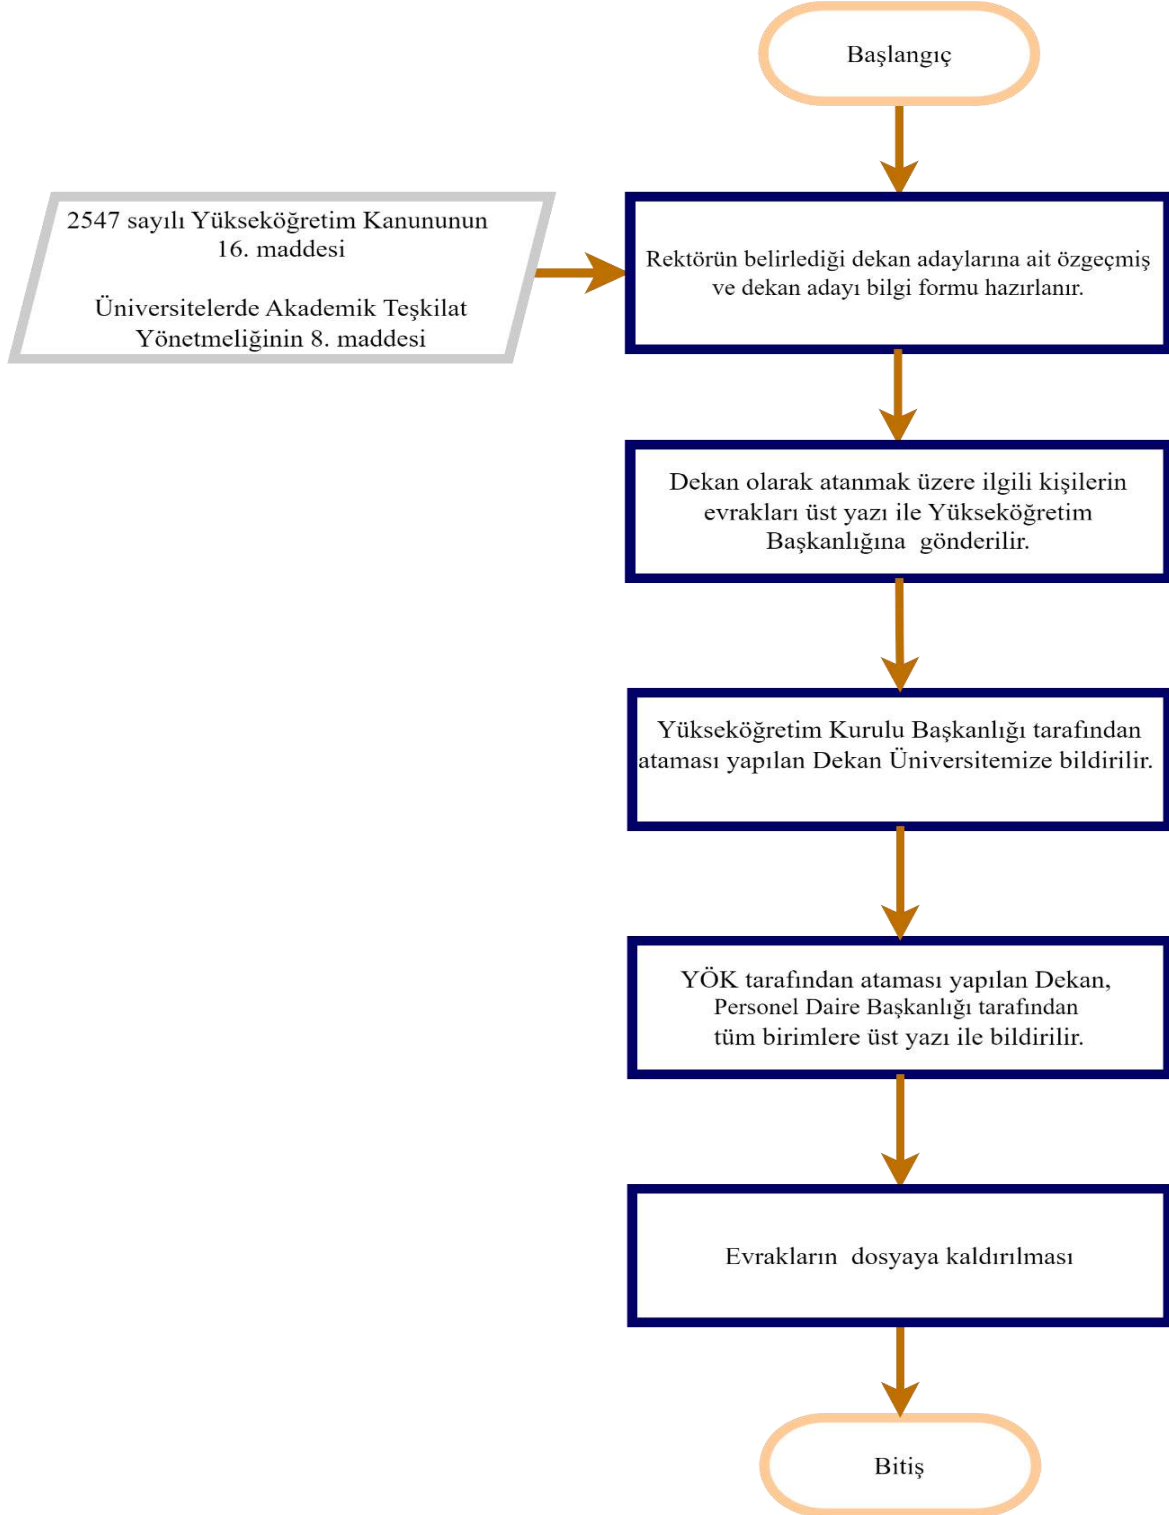 Başlangıç
2547 sayılı Yükseköğretim Kanununun
16. maddesi
Üniversitelerde Akademik Teşkilat
Yönetmeliğinin 8. maddesi
Rektörün belirlediği dekan adaylarına ait özgeçmiş
ve dekan adayı bilgi formu hazırlanır.
Dekan olarak atanmak üzere ilgili kişilerin
evrakları üst yazı ile Yükseköğretim
Başkanlığına gönderilir.
Yükseköğretim Kurulu Başkanlığı tarafından
ataması yapılan Dekan Üniversitemize bildirilir.
YÖK tarafından ataması yapılan Dekan,
Personel Daire Başkanlığı tarafından
tüm birimlere üst yazı ile bildirilir.
Evrakların dosyaya kaldırılması
Bitiş